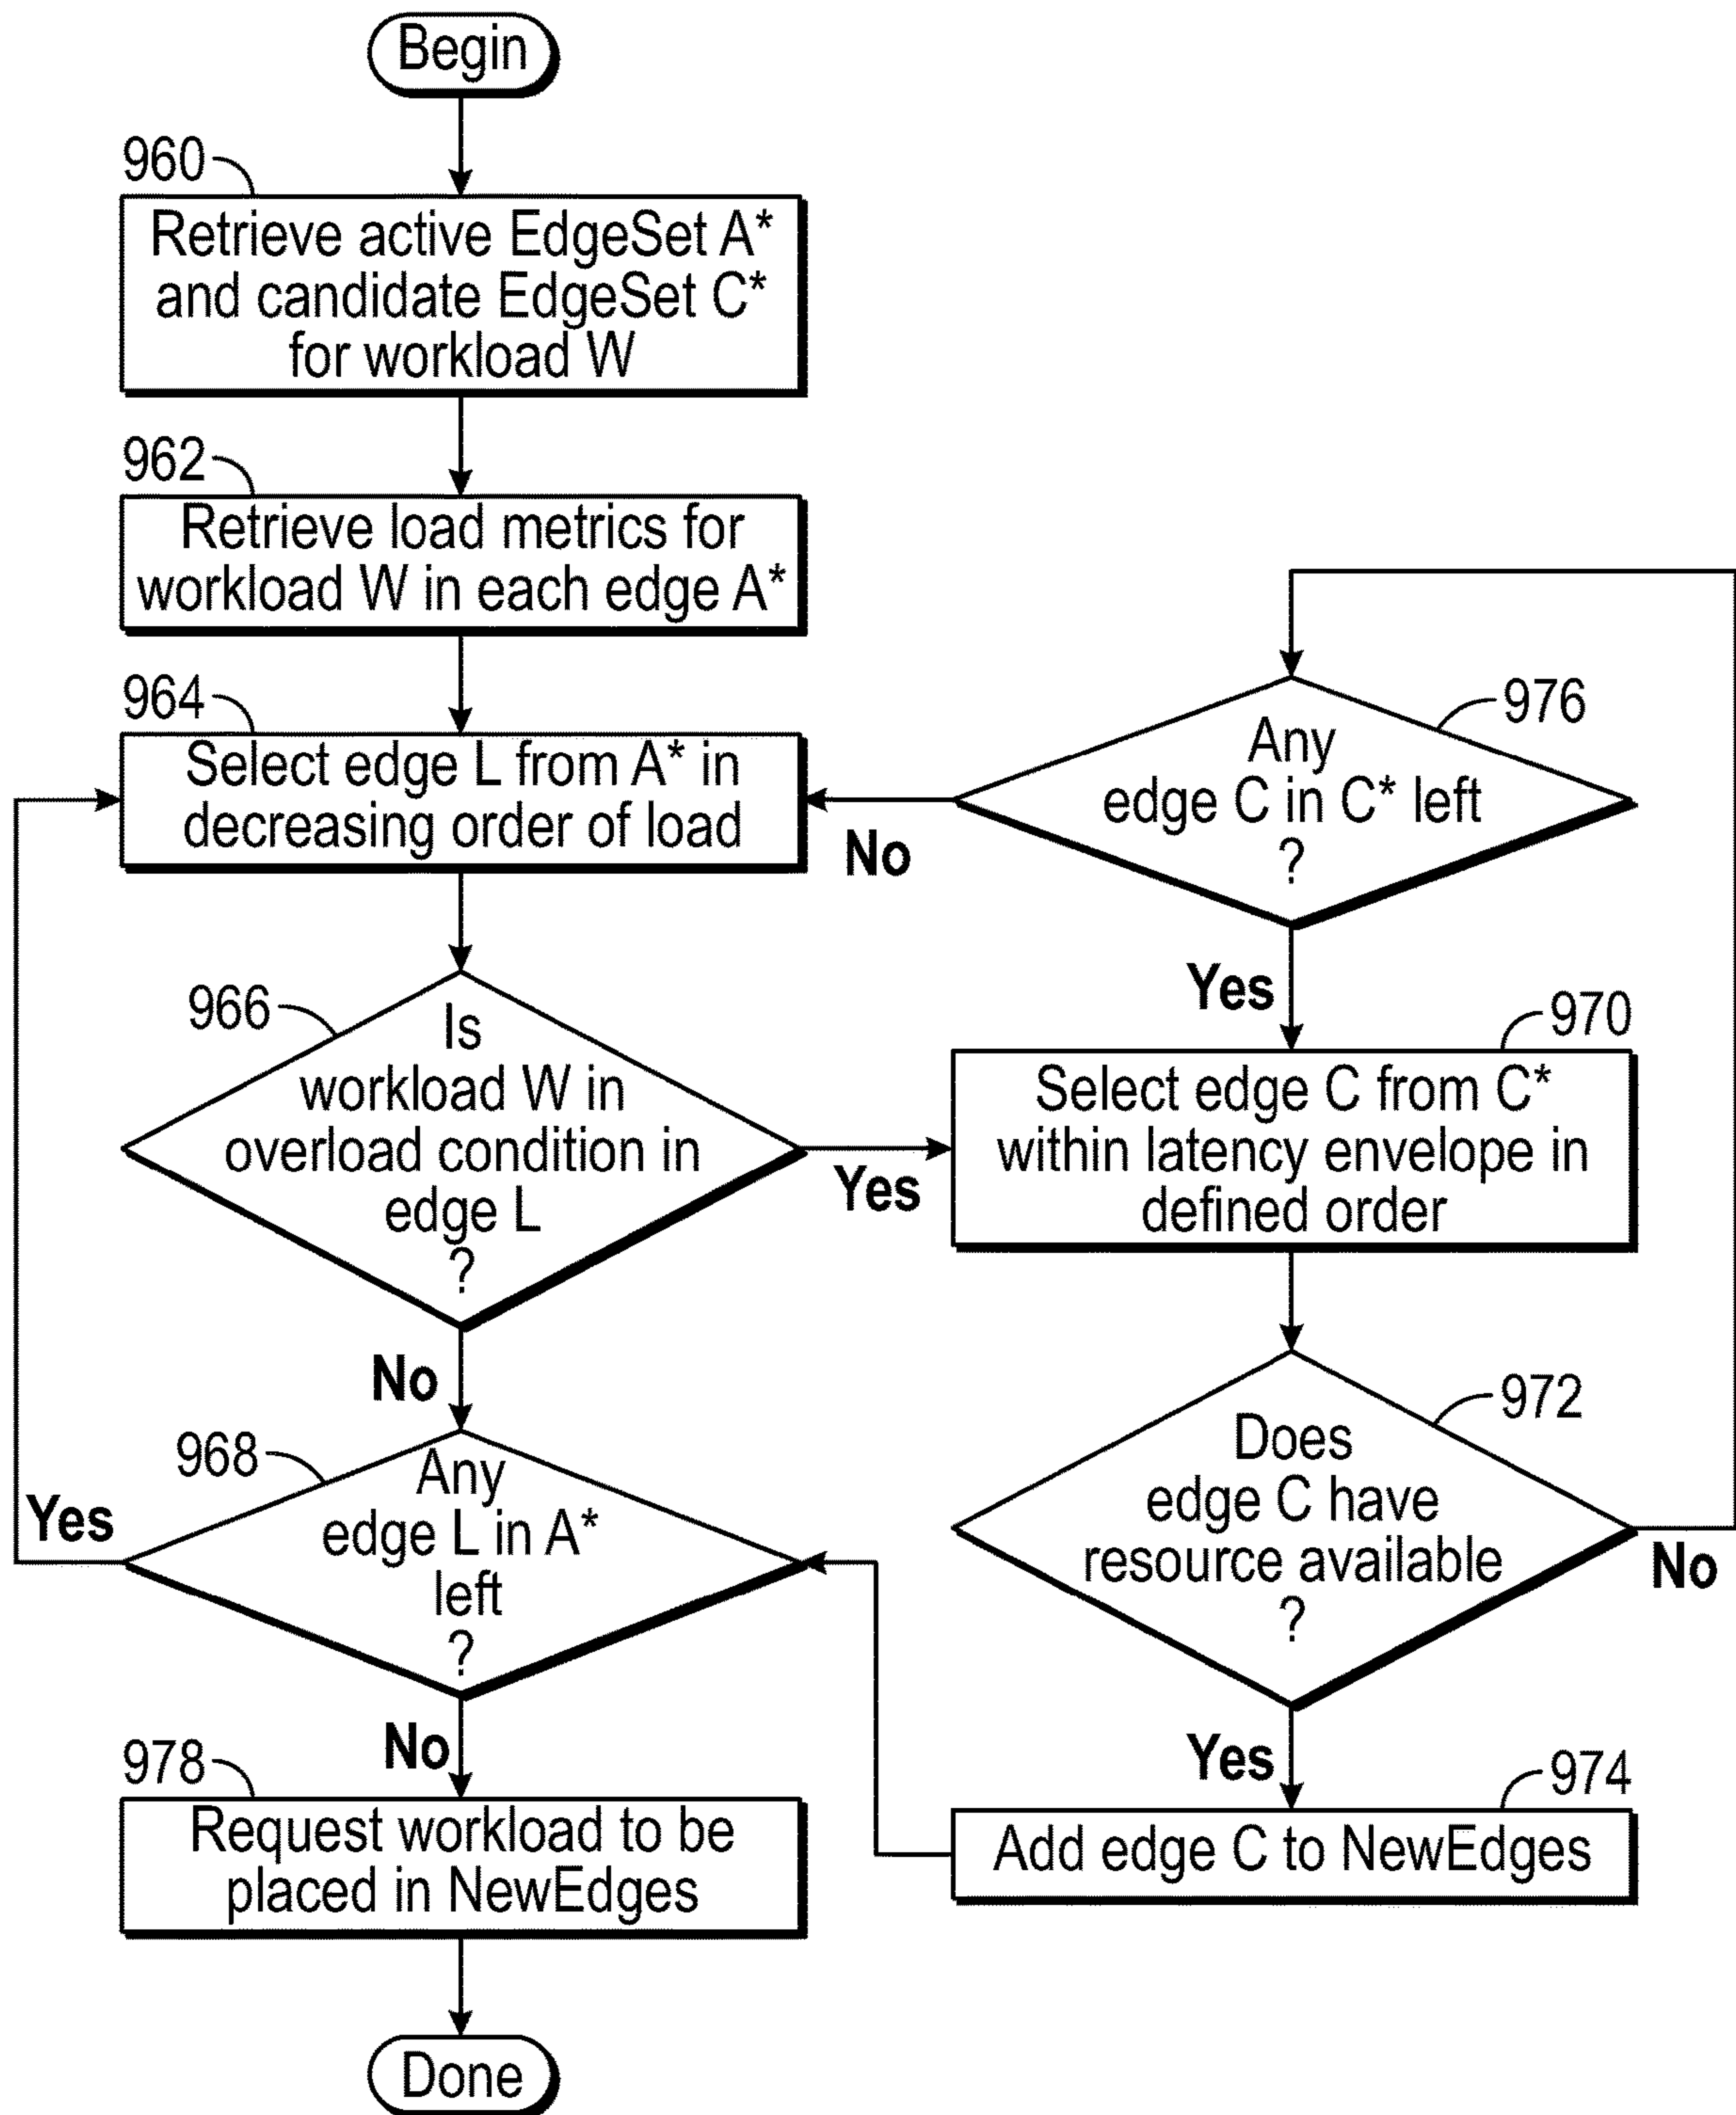 Begin
960
Retrieve active EdgeSet A*
and candidate EdgeSet C*
for workload W
962
Retrieve load metrics for
workload W in each edge A*
964
Select edge L from A* in
decreasing order of load
966
Is
workload W in
overload condition in
edge L
?
Yes
No
968
Any
edge L in A*
left
?
Yes
No
978
Request workload to be
placed in NewEdges
Done
976
Any
edge C in C* left
?
No
Yes
970
Select edge C from C*
within latency envelope in
defined order
972
Does
edge C have
resource available
?
No
Yes
974
Add edge C to NewEdges